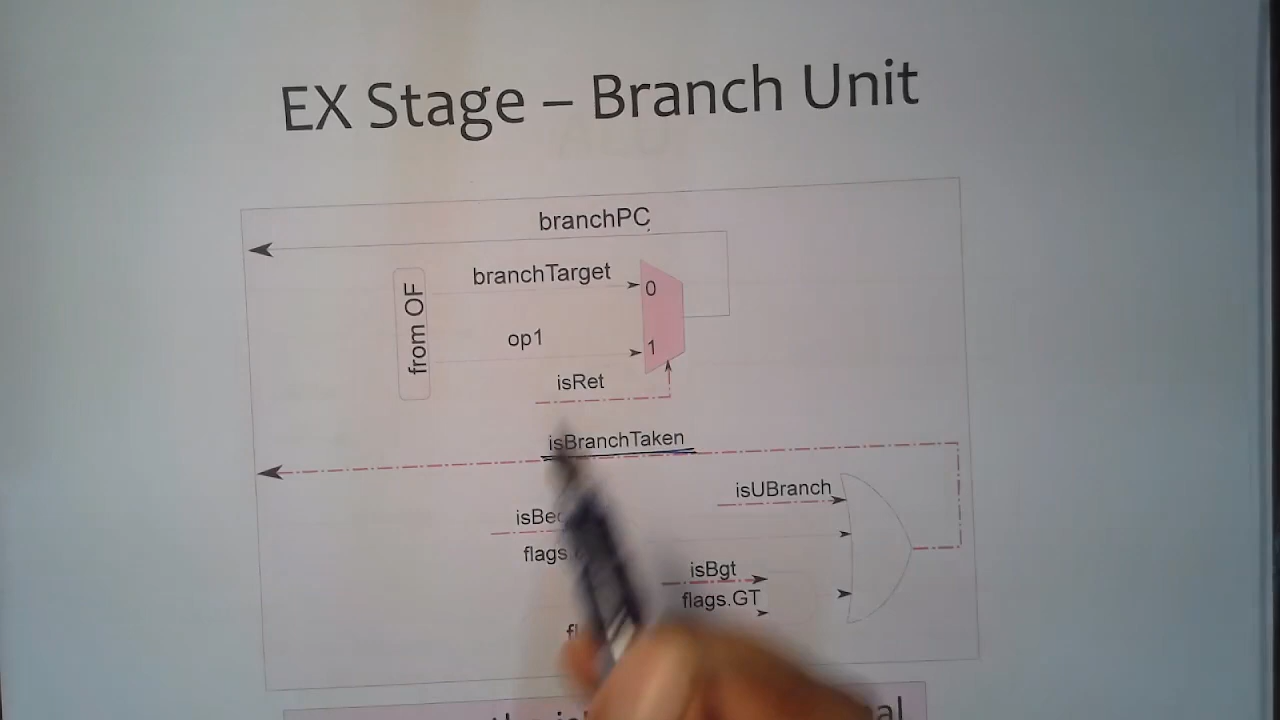 EX Stage – Branch Unit
branchPC
branchTarget
0
from OF
op1
1
isRet
isBranchTaken
isUBranch
flags.
isBgt
flags.GT